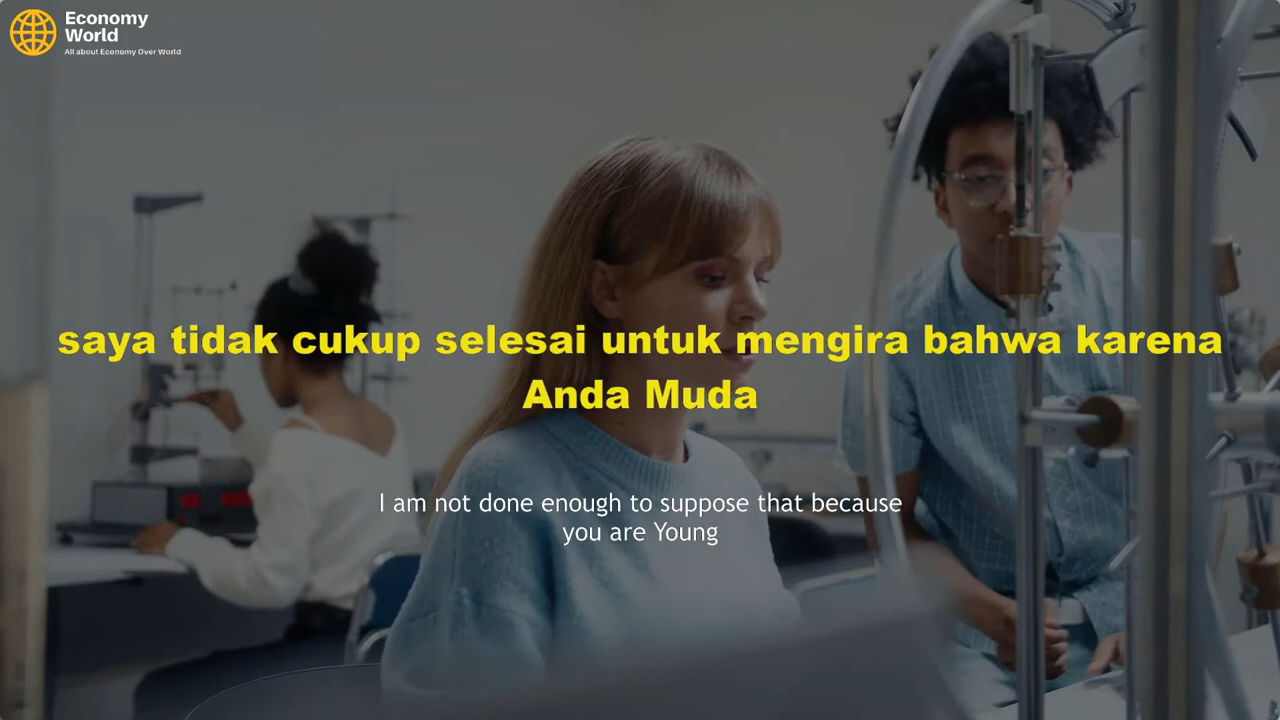 Economy
World
All about Economy Over World
saya tidak cukup selesai untuk mengira bahwa karena
Anda Muda
I am not done enough to suppose that because
you are Young